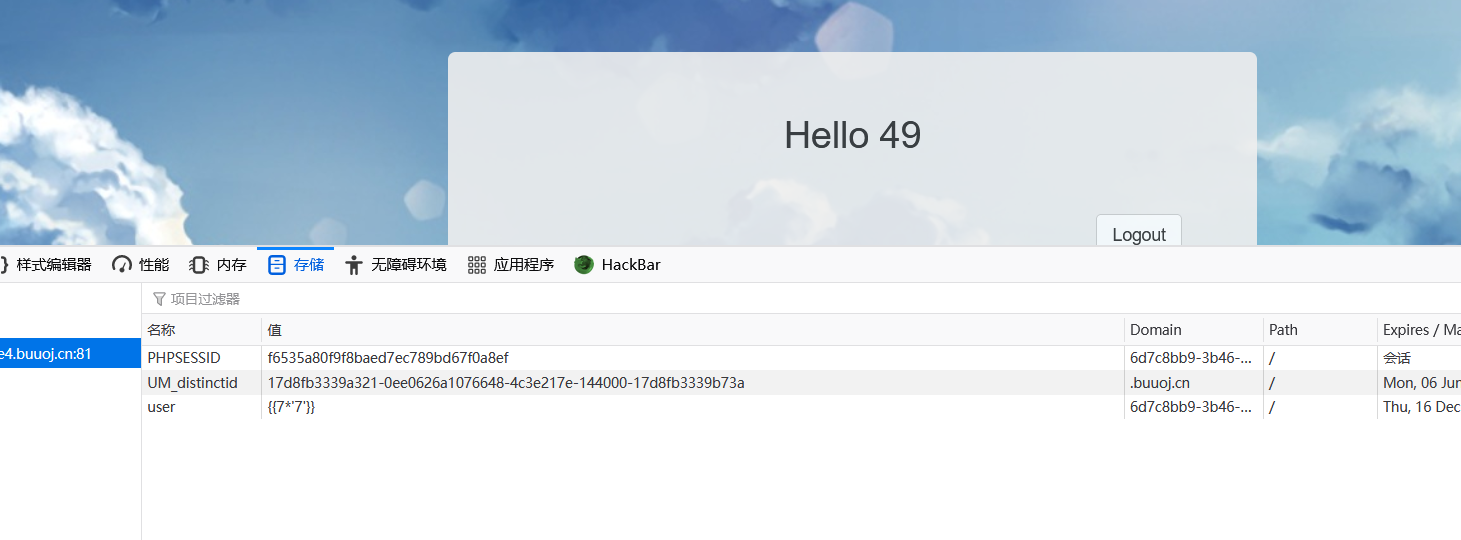 Hello 49
Logout
样式编辑器 性能 内存 存储 无障碍环境 应用程序 HackBar
项目过滤器
名称 值 Domain Path Expires / Ma
e4.buuoj.cn:81
PHPSESSID f6535a80f9f8baed7ec789bd67f0a8ef 6d7c8bb9-3b46-... / 会话
UM_distinctid 17d8fb3339a321-0ee0626a1076648-4c3e217e-144000-17d8fb3339b73a .buuoj.cn / Mon, 06 Jun
user {{7*'7'}} 6d7c8bb9-3b46-... / Thu, 16 Dec